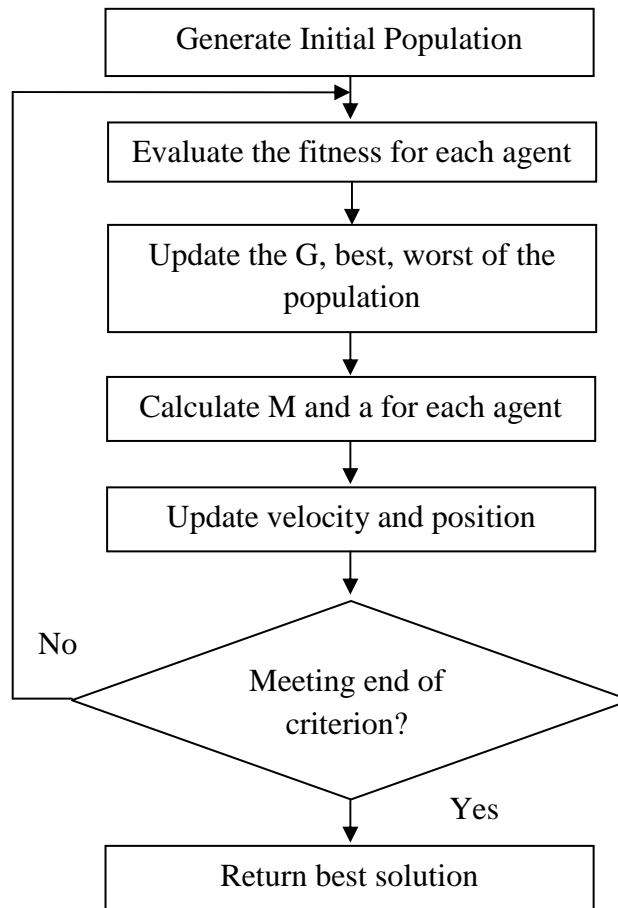 Generate Initial Population
Evaluate the fitness for each agent
Update the G, best, worst of the
population
Calculate M and a for each agent
Update velocity and position
No
Meeting end of
criterion?
Yes
Return best solution